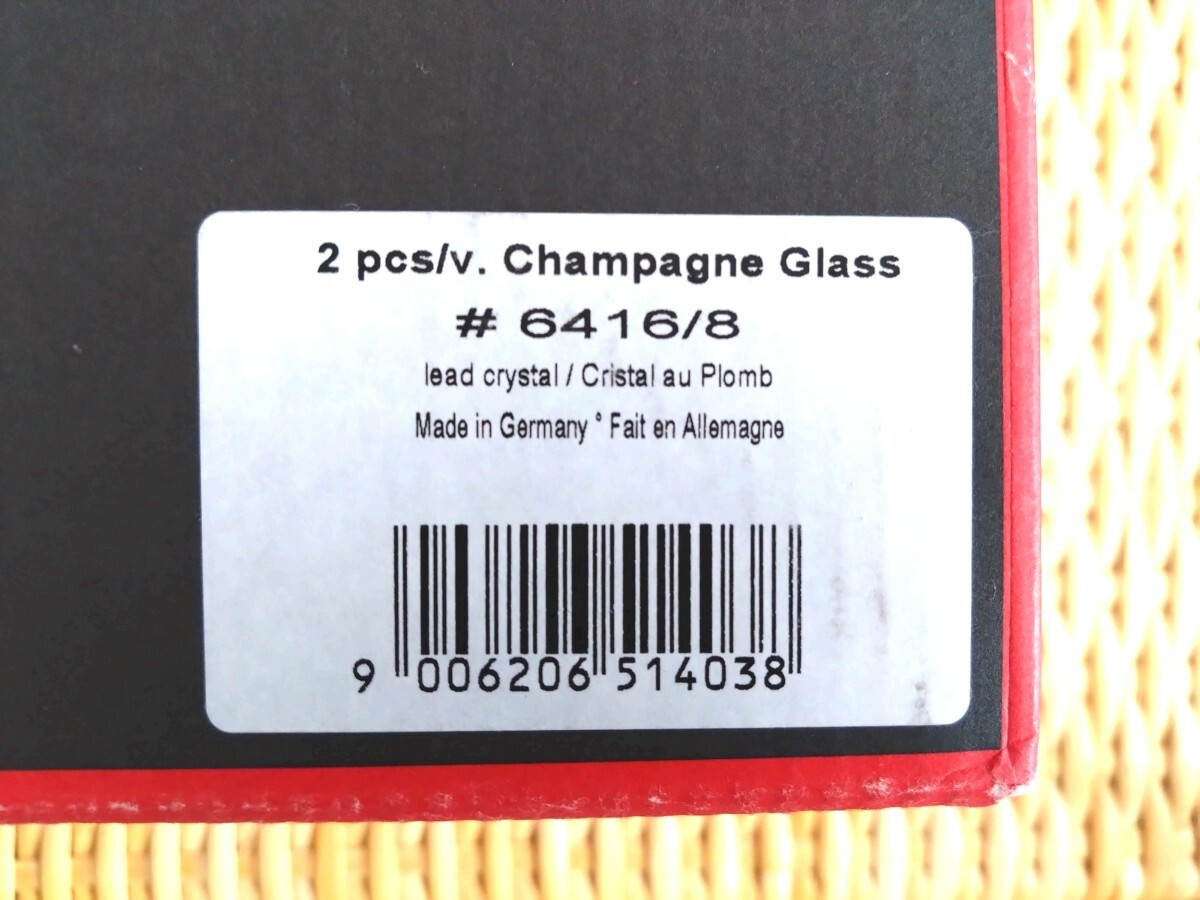 2 pcs/v. Champagne Glass
# 6416/8
lead crystal / Cristal au Plomb
Made in Germany ° Fait en Allemagne
9 006206 514038